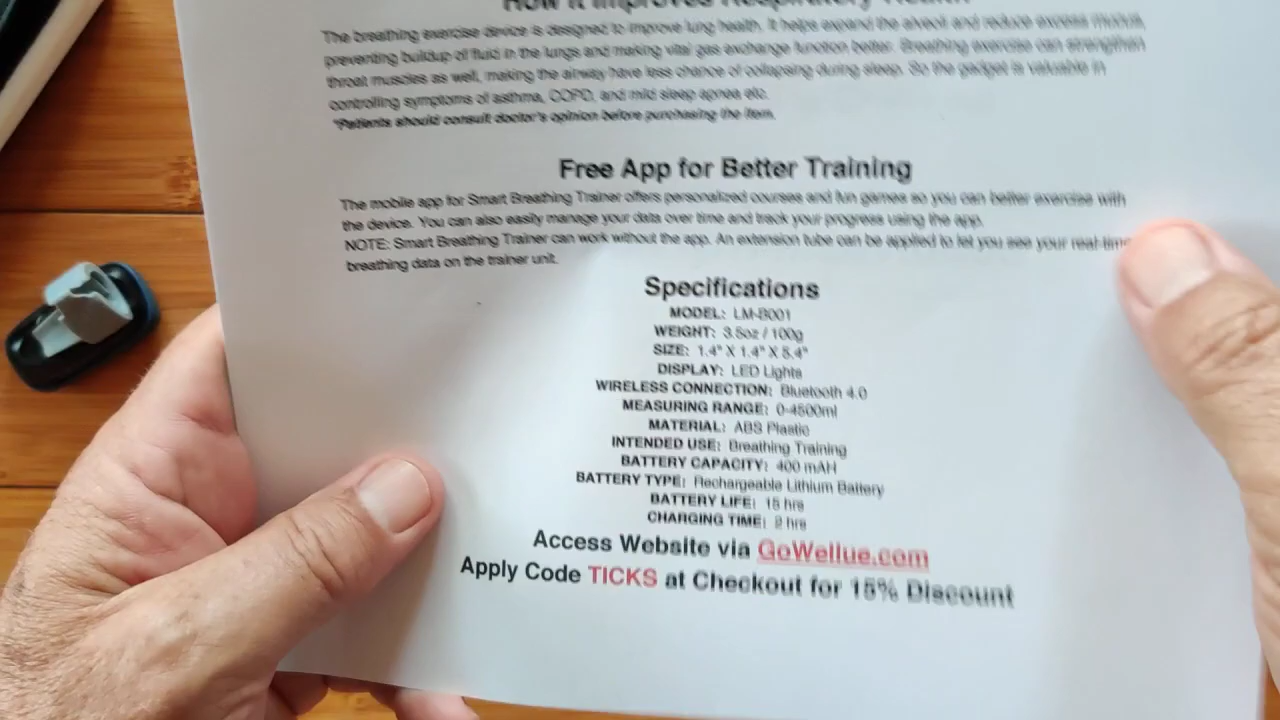 How it Improves Respiratory Health
The breathing exercise device is designed to improve lung health. It helps expand the alveoli and reduce excess mucus,
preventing buildup of fluid in the lungs and making vital gas exchange function better. Breathing exercise can strengthen
throat muscles as well, making the airway have less chance of collapsing during sleep. So the gadget is valuable in
controlling symptoms of asthma, COPD, and mild sleep apnea etc.
*Patients should consult doctor's opinion before purchasing the item.
Free App for Better Training
The mobile app for Smart Breathing Trainer offers personalized courses and fun games so you can better exercise with
the device. You can also easily manage your data over time and track your progress using the app.
NOTE: Smart Breathing Trainer can work without the app. An extension tube can be applied to let you see your real-time
breathing data on the trainer unit.
Specifications
MODEL: LM-B001
WEIGHT: 3.5oz / 100g
SIZE: 1.4" X 1.4" X 5.4"
DISPLAY: LED Lights
WIRELESS CONNECTION: Bluetooth 4.0
MEASURING RANGE: 0-4500ml
MATERIAL: ABS Plastic
INTENDED USE: Breathing Training
BATTERY CAPACITY: 400 mAH
BATTERY TYPE: Rechargeable Lithium Battery
BATTERY LIFE: 15 hrs
CHARGING TIME: 2 hrs
Access Website via GoWellue.com
Apply Code TICKS at Checkout for 15% Discount